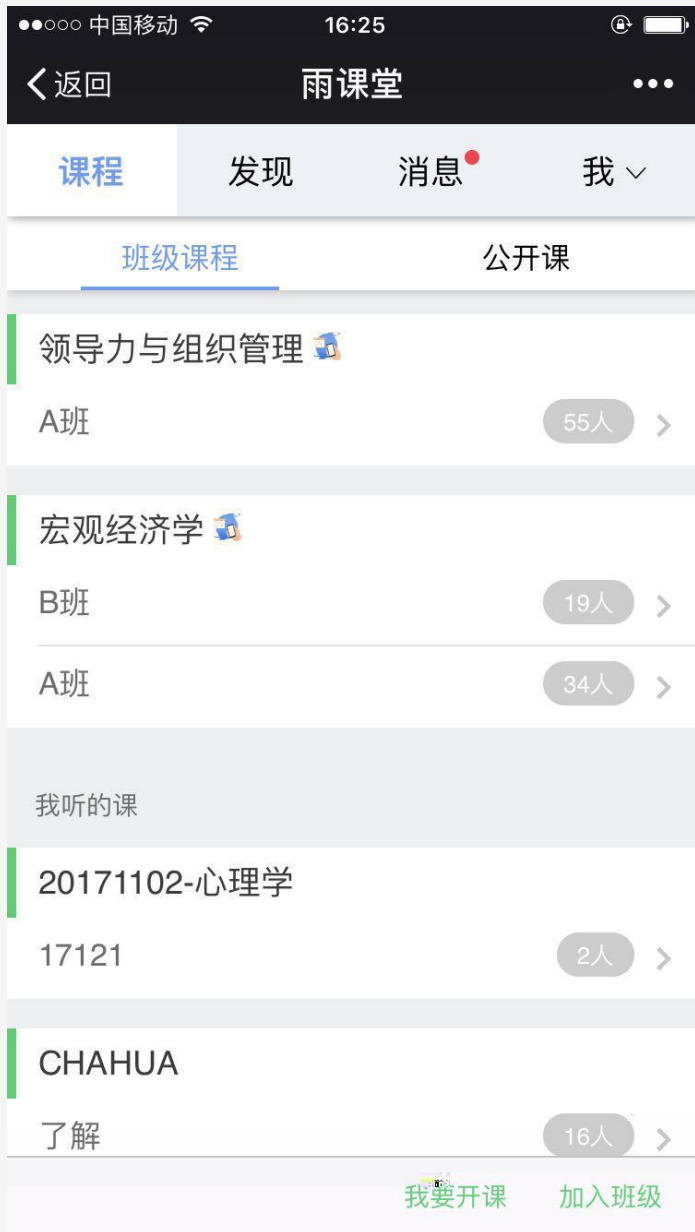 中国移动 16:25
返回 雨课堂
课程 发现 消息 我
班级课程 公开课
领导力与组织管理
A班 55人
宏观经济学
B班 19人
A班 34人
我听的课
20171102-心理学
17121 2人
CHAHUA
了解 16人
我要开课 加入班级